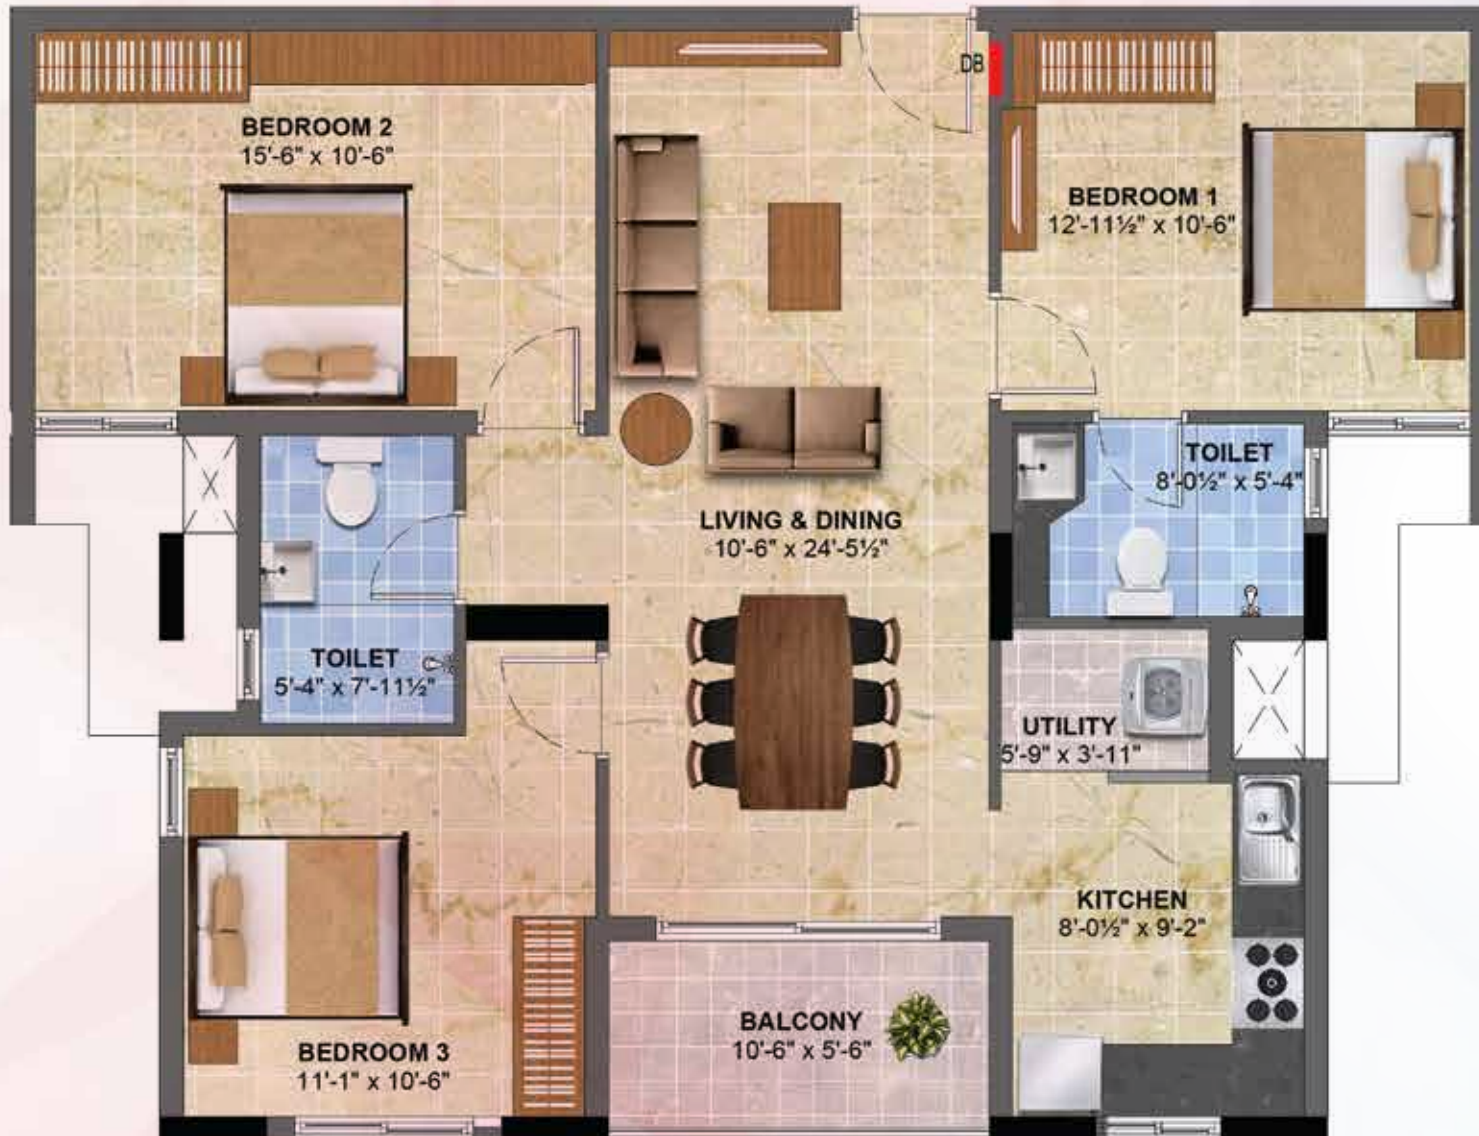 DB
BEDROOM 2
15'-6" x 10'-6"
BEDROOM 1
12'-11½" x 10'-6"
TOILET
8'-0½" x 5'-4"
LIVING & DINING
10'-6" x 24'-5½"
TOILET
5'-4" x 7'-11½"
UTILITY
5'-9" x 3'-11"
KITCHEN
8'-0½" x 9'-2"
BALCONY
10'-6" x 5'-6"
BEDROOM 3
11'-1" x 10'-6"